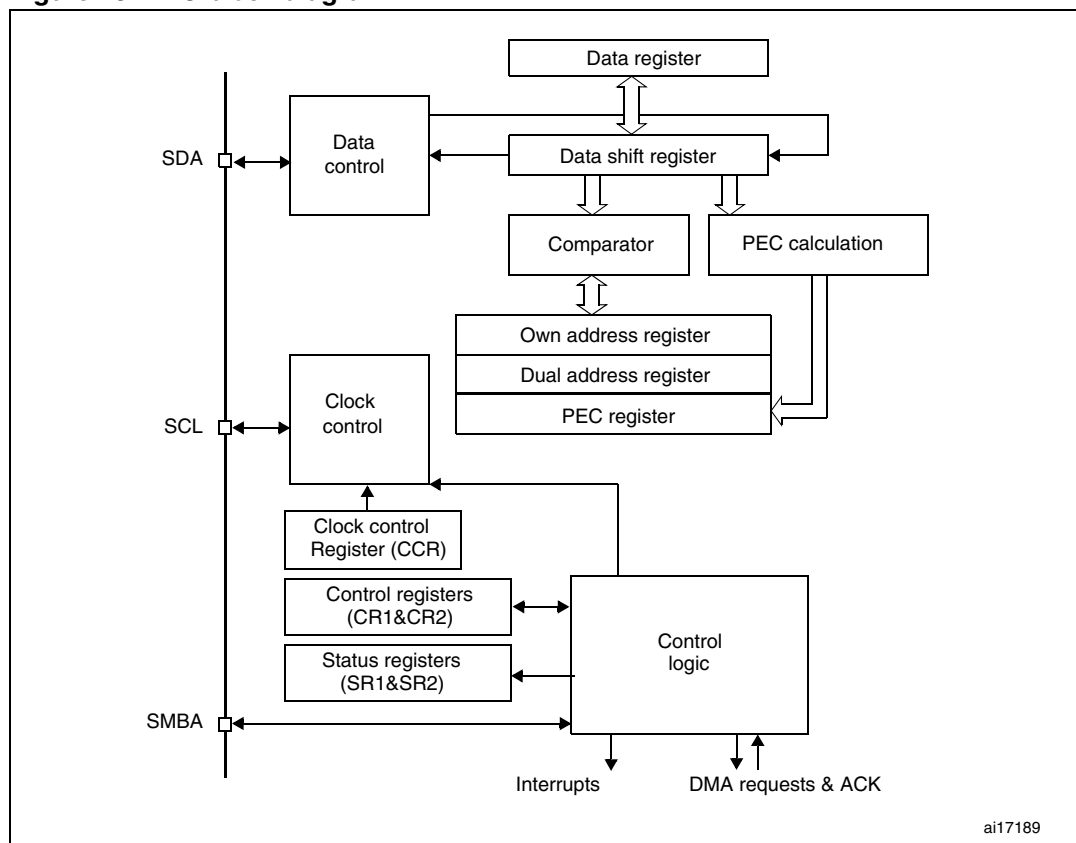 Data register
Data
control
SDA
Data shift register
Comparator
PEC calculation
Own address register
Dual address register
PEC register
Clock
control
SCL
Clock control
Register (CCR)
Control registers
(CR1&CR2)
Control
logic
Status registers
(SR1&SR2)
SMBA
Interrupts
DMA requests & ACK
ai17189